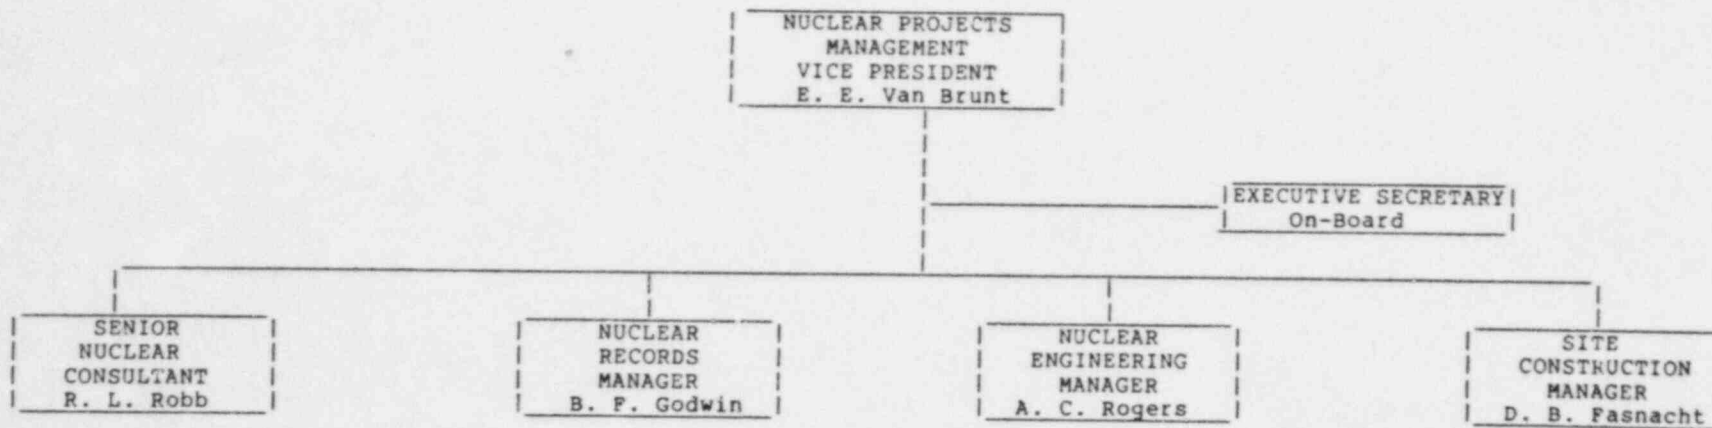 NUCLEAR PROJECTS
MANAGEMENT
VICE PRESIDENT
E. E. Van Brunt
EXECUTIVE SECRETARY
On-Board
SENIOR
NUCLEAR
CONSULTANT
R. L. Robb
NUCLEAR
RECORDS
MANAGER
B. F. Godwin
NUCLEAR
ENGINEERING
MANAGER
A. C. Rogers
SITE
CONSTRUCTION
MANAGER
D. B. Fasnacht